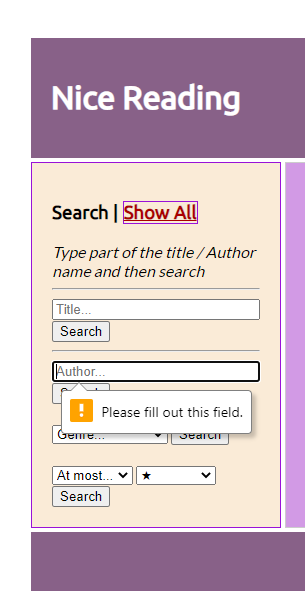 Nice Reading
Search | Show All
Type part of the title / Author
name and then search
Title...
Search
Author...
Please fill out this field.
Genre... Search
At most... ★
Search